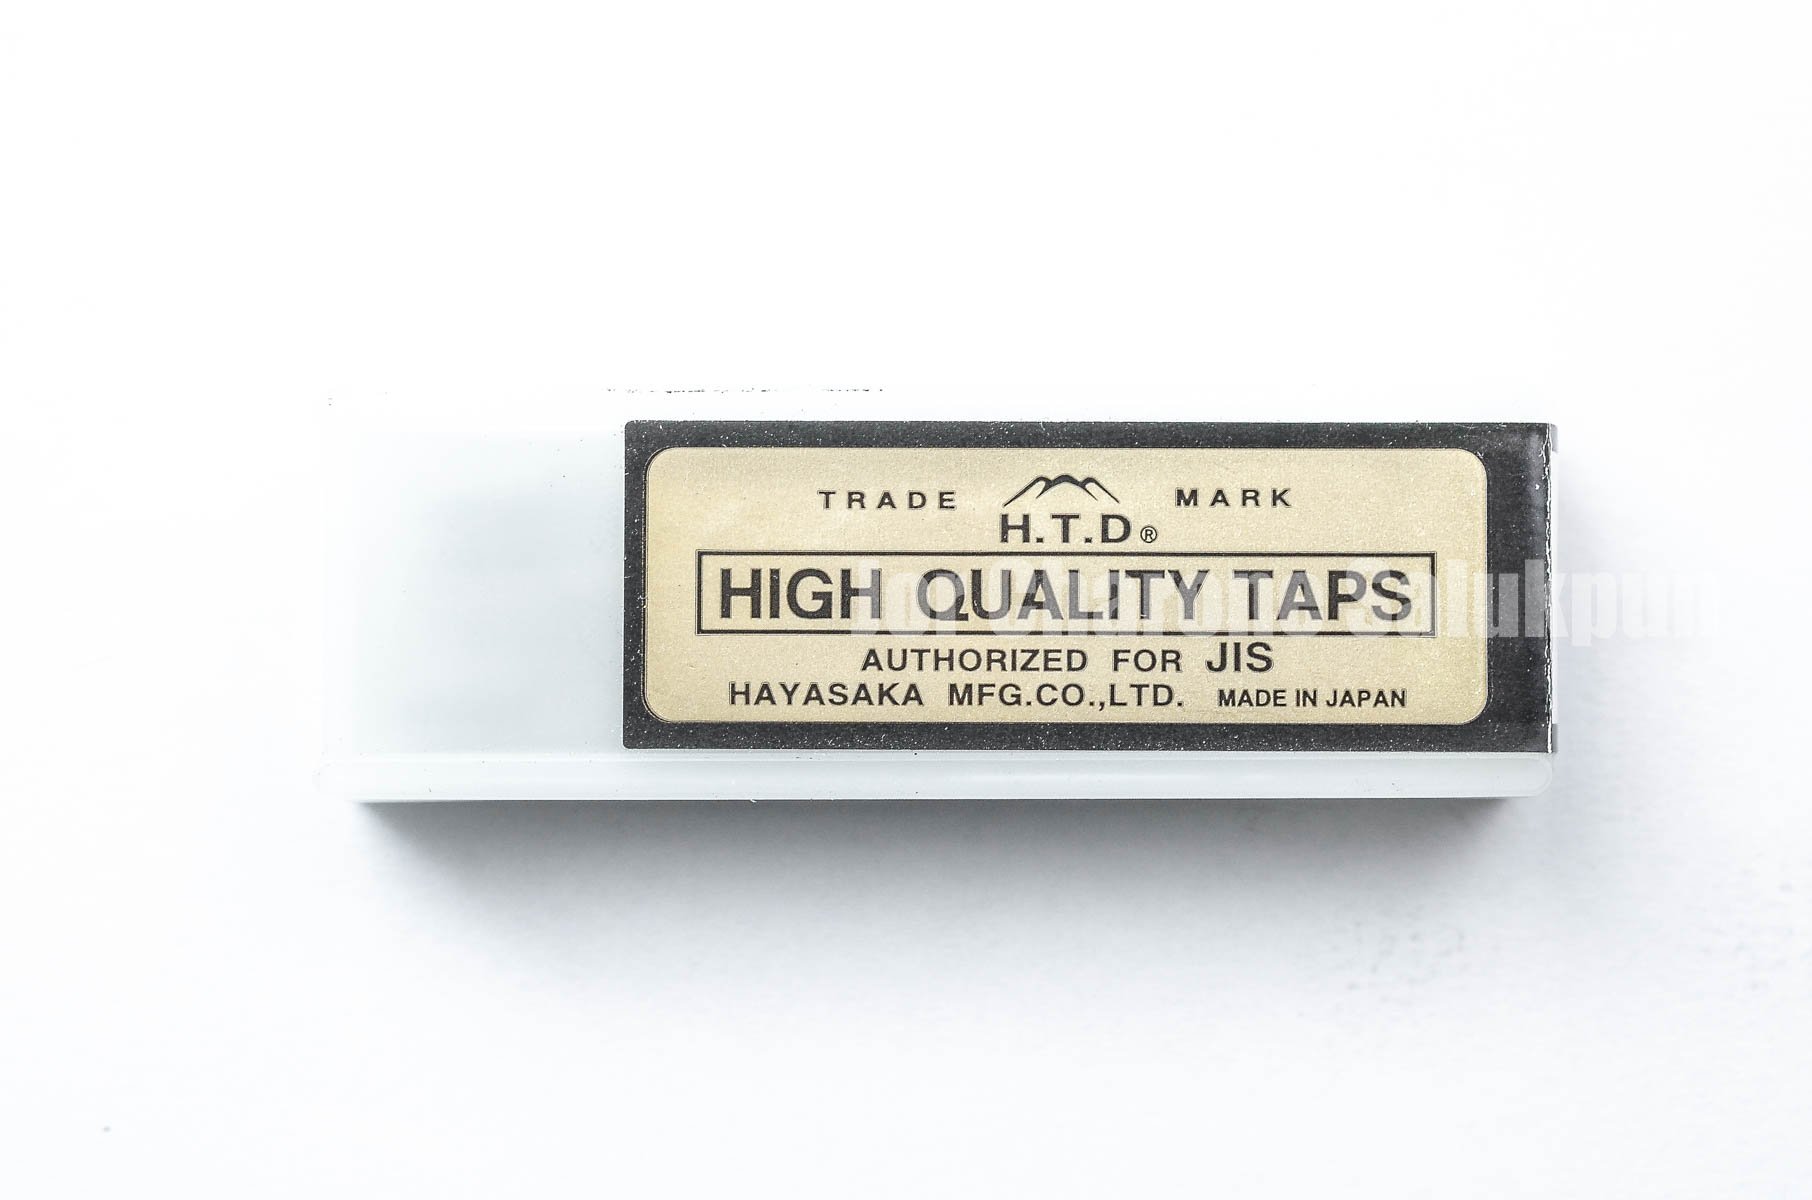 TRADE MARK
H.T.D®
HIGH QUALITY TAPS
AUTHORIZED FOR JIS
HAYASAKA MFG.CO.,LTD. MADE IN JAPAN